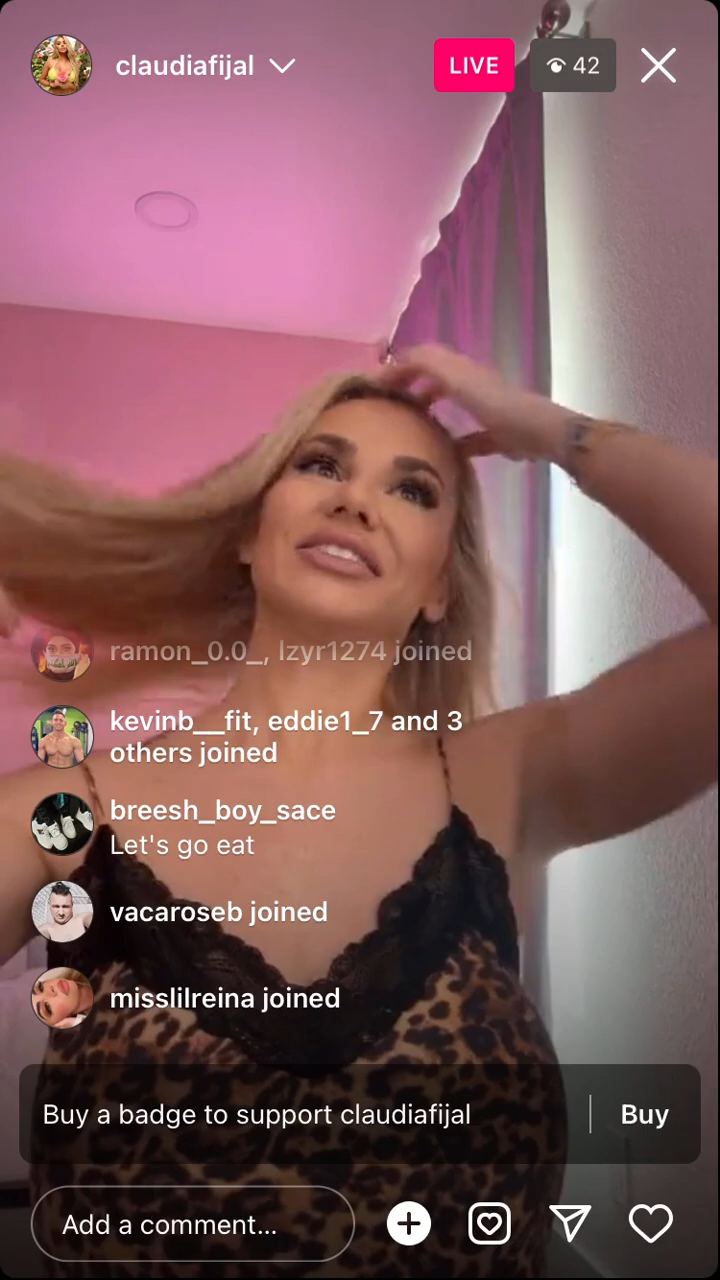 claudiafijal
LIVE
42
ramon_0.0_, lzyr1274 joined
kevinb__fit, eddie1_7 and 3
others joined
breesh_boy_sace
Let's go eat
vacaroseb joined
misslilreina joined
Buy a badge to support claudiafijal
Buy
Add a comment...